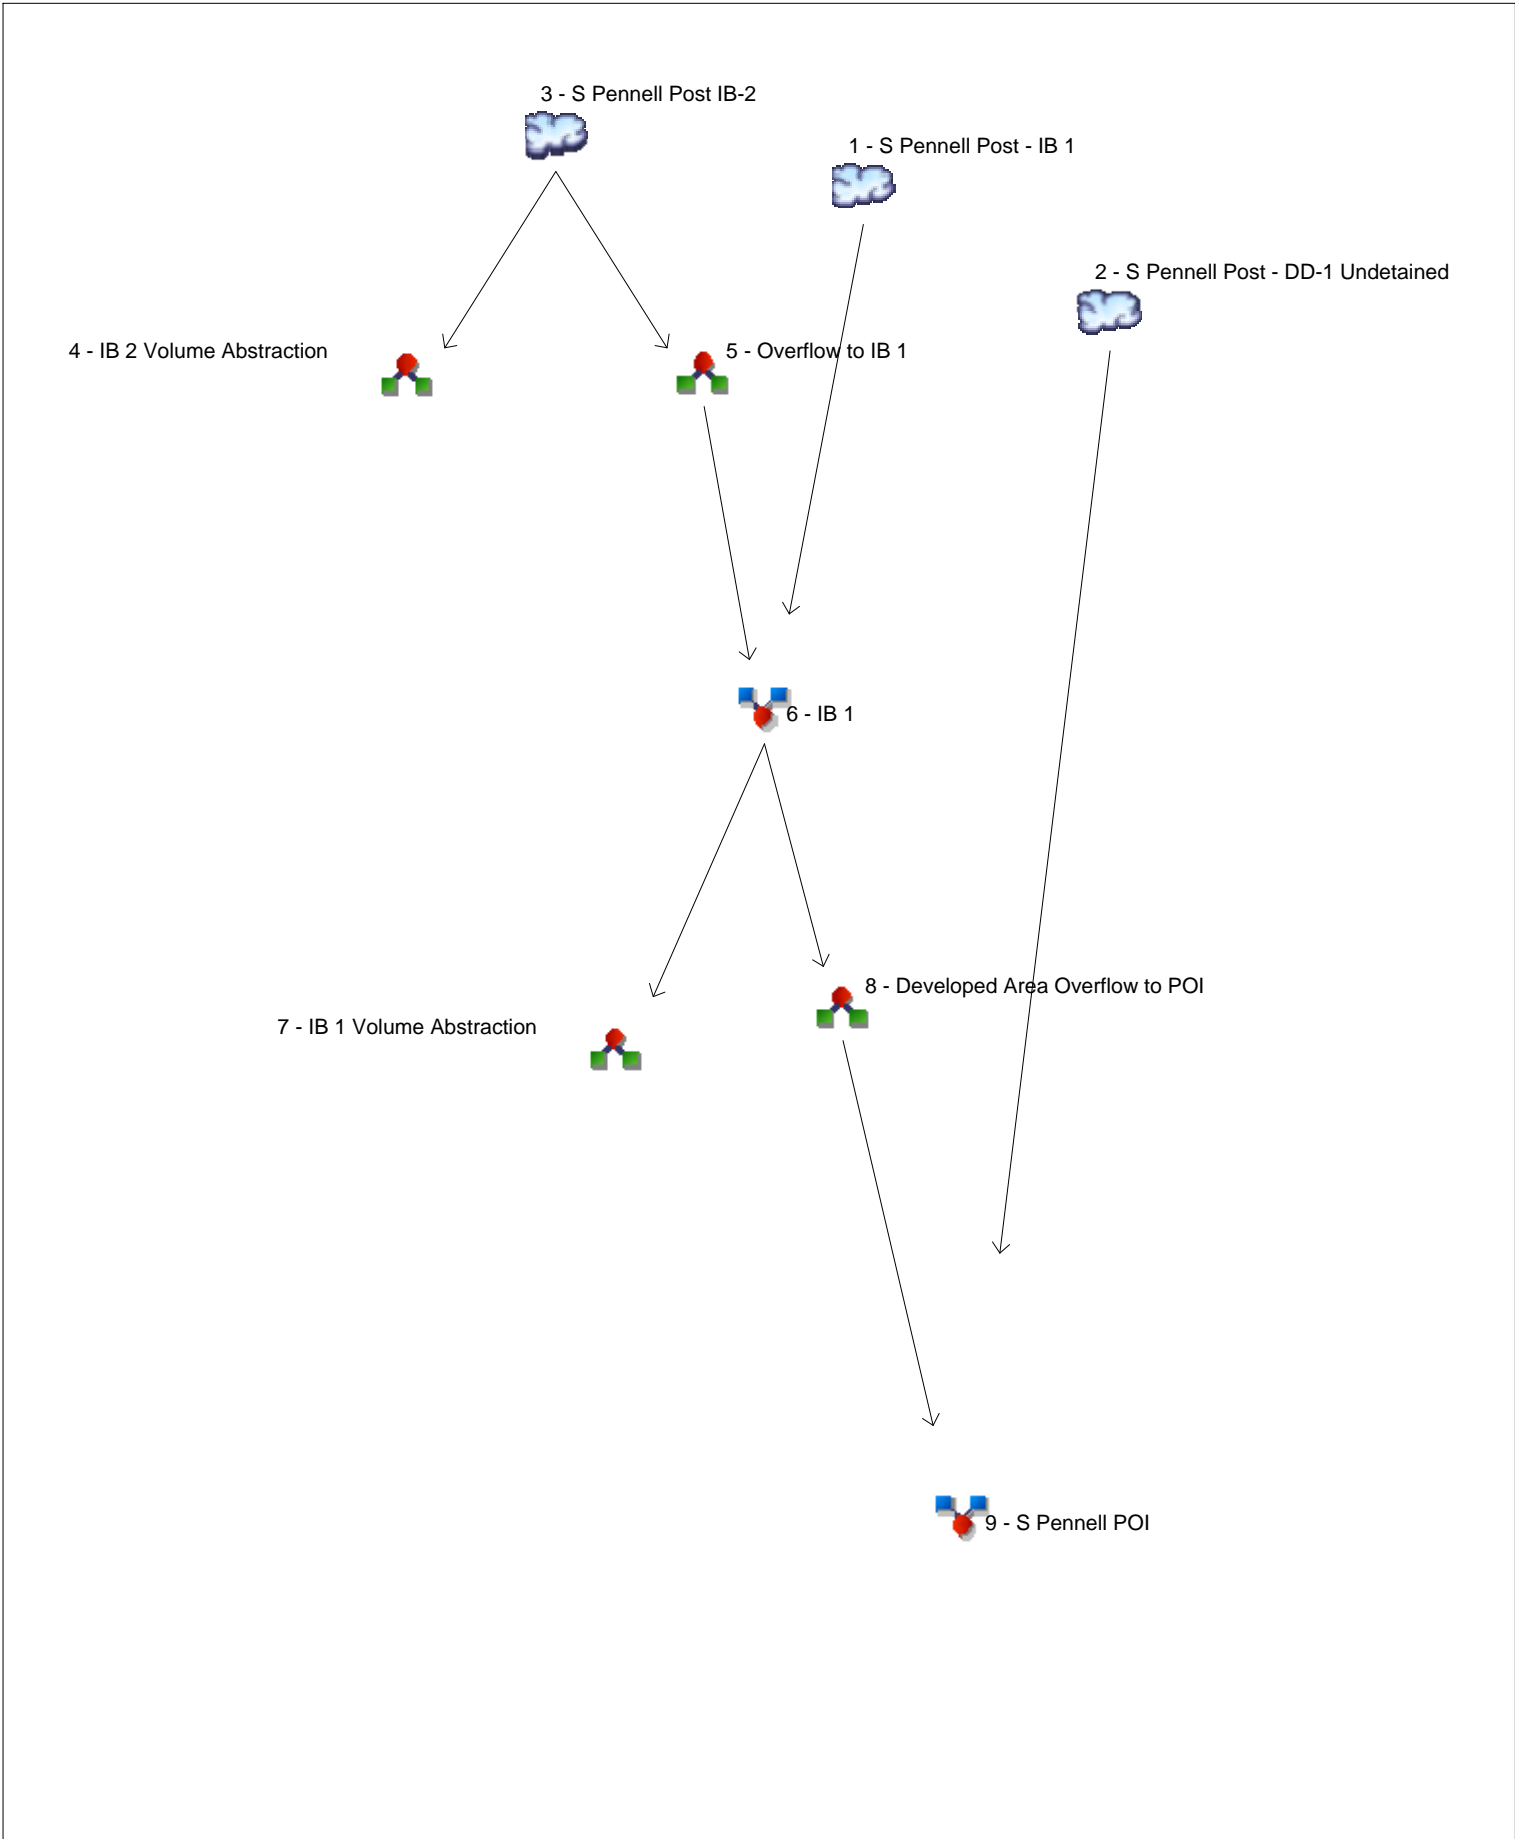 3 - S Pennell Post IB-2
1 - S Pennell Post - IB 1
2 - S Pennell Post - DD-1 Undetained
4 - IB 2 Volume Abstraction
5 - Overflow to IB 1
6 - IB 1
8 - Developed Area Overflow to POI
7 - IB 1 Volume Abstraction
9 - S Pennell POI